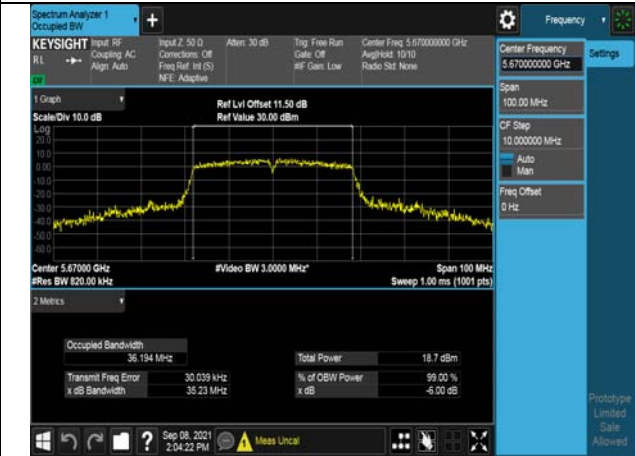 Spectrum Analyzer 1
Occupied BW
+
Frequency
KEYSIGHT
RL
Input: RF
Coupling: AC
Align: Auto
Input Z: 50 Ω
Corrections: Off
Freq Ref: Int (S)
NFE: Adaptive
Atten: 30 dB
Trig: Free Run
Gate: Off
#IF Gain: Low
Center Freq: 5.670000000 GHz
Avg|Hold: 10/10
Radio Std: None
Center Frequency
5.670000000 GHz
Settings
Span
100.00 MHz
CF Step
10.000000 MHz
Auto
Man
Freq Offset
0 Hz
1 Graph
Scale/Div 10.0 dB
Ref Lvl Offset 11.50 dB
Ref Value 30.00 dBm
Log
20.0
10.0
0.00
-10.0
-20.0
-30.0
-40.0
-50.0
-60.0
Center 5.67000 GHz
#Video BW 3.0000 MHz*
Span 100 MHz
#Res BW 820.00 kHz
Sweep 1.00 ms (1001 pts)
2 Metrics
Occupied Bandwidth
36.194 MHz
Total Power
18.7 dBm
Transmit Freq Error
30.039 kHz
% of OBW Power
99.00 %
x dB Bandwidth
35.23 MHz
x dB
-6.00 dB
Prototype
Limited
Sale
Allowed
?
Sep 08, 2021
2:04:22 PM
Meas Uncal